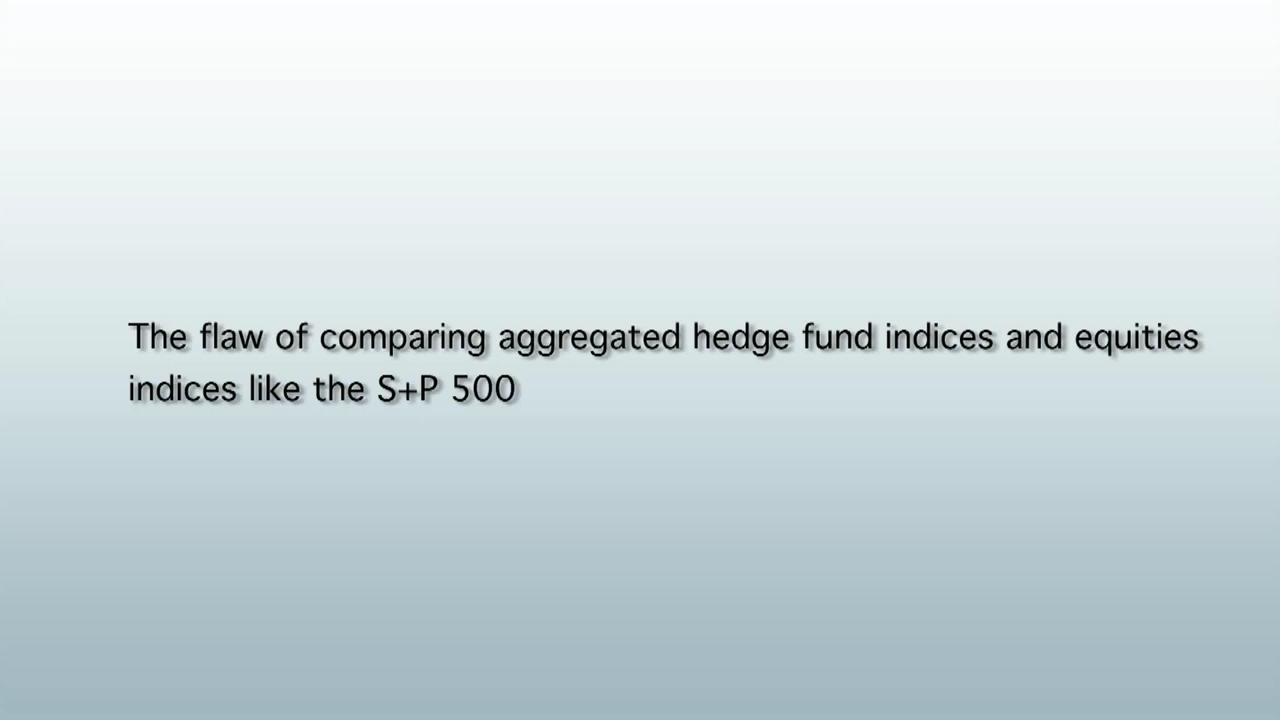 The flaw of comparing aggregated hedge fund indices and equities
indices like the S+P 500